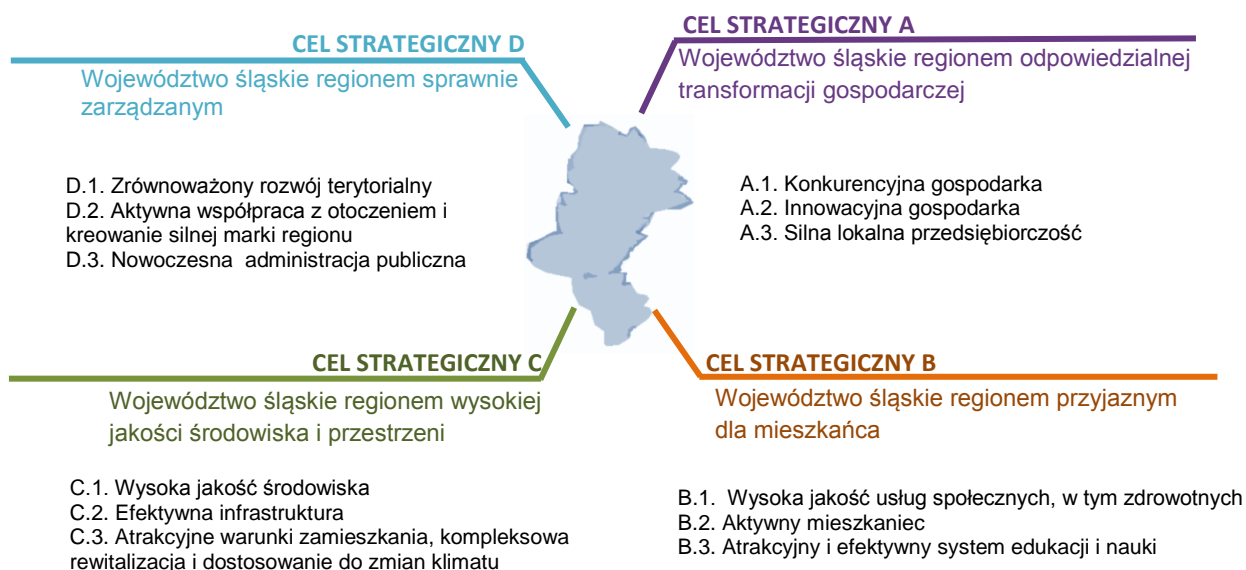 CEL STRATEGICZNY D
Województwo śląskie regionem sprawnie
zarządzanym
D.1. Zrównoważony rozwój terytorialny
D.2. Aktywna współpraca z otoczeniem i
kreowanie silnej marki regionu
D.3. Nowoczesna administracja publiczna
CEL STRATEGICZNY A
Województwo śląskie regionem odpowiedzialnej
transformacji gospodarczej
A.1. Konkurencyjna gospodarka
A.2. Innowacyjna gospodarka
A.3. Silna lokalna przedsiębiorczość
CEL STRATEGICZNY C
Województwo śląskie regionem wysokiej
jakości środowiska i przestrzeni
C.1. Wysoka jakość środowiska
C.2. Efektywna infrastruktura
C.3. Atrakcyjne warunki zamieszkania, kompleksowa
rewitalizacja i dostosowanie do zmian klimatu
CEL STRATEGICZNY B
Województwo śląskie regionem przyjaznym
dla mieszkańca
B.1. Wysoka jakość usług społecznych, w tym zdrowotnych
B.2. Aktywny mieszkaniec
B.3. Atrakcyjny i efektywny system edukacji i nauki